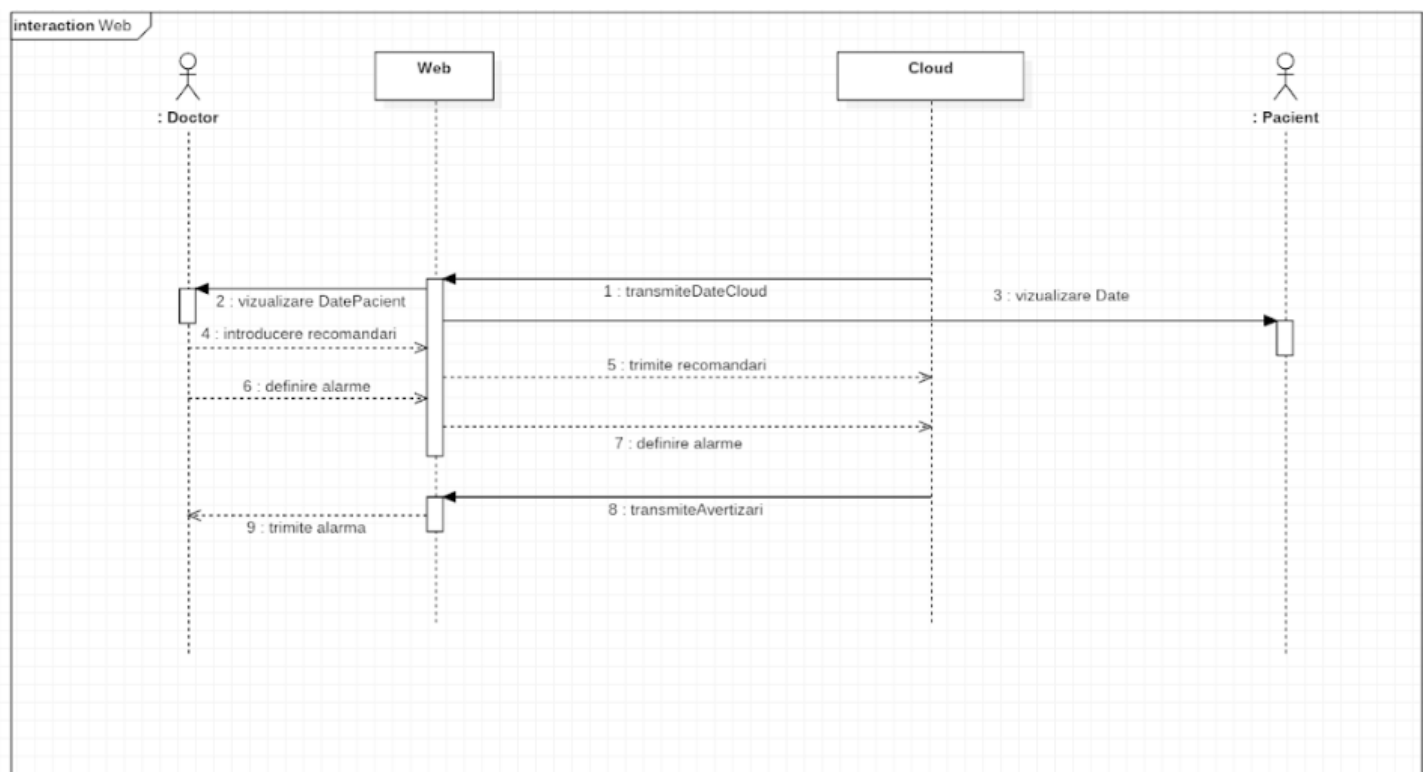 interaction Web
Web
Cloud
: Doctor
: Pacient
1 : transmiteDateCloud
2 : vizualizare DatePacient
3 : vizualizare Date
4 : introducere recomandari
5 : trimite recomandari
6 : definire alarme
7 : definire alarme
8 : transmiteAvertizari
9 : trimite alarma